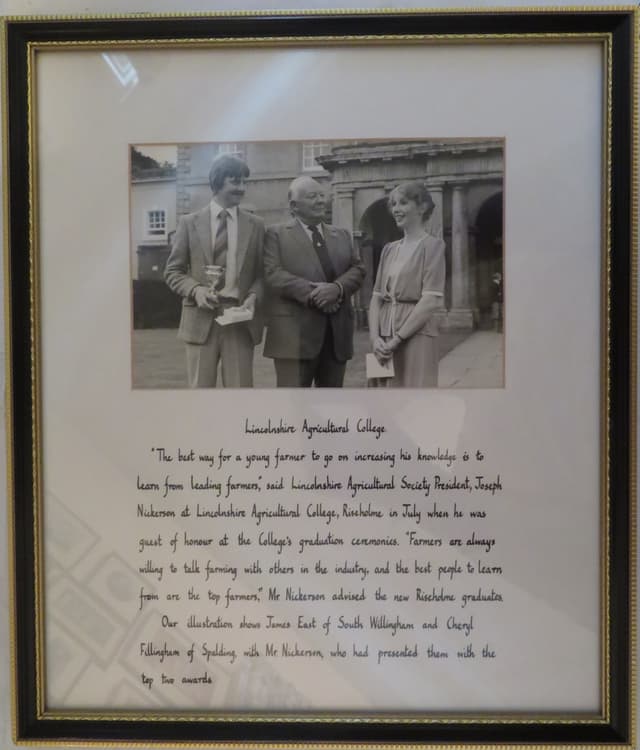 Lincolnshire Agricultural College.
"The best way for a young farmer to go on increasing his knowledge is to
learn from leading farmers," said Lincolnshire Agricultural Society President, Joseph
Nickerson at Lincolnshire Agricultural College, Riseholme in July when he was
guest of honour at the College's graduation ceremonies. "Farmers are always
willing to talk farming with others in the industry, and the best people to learn
from are the top farmers," Mr Nickerson advised the new Riseholme graduates.
Our illustration shows James East of South Willingham and Cheryl
Fillingham of Spalding, with Mr Nickerson, who had presented them with the
top two awards.